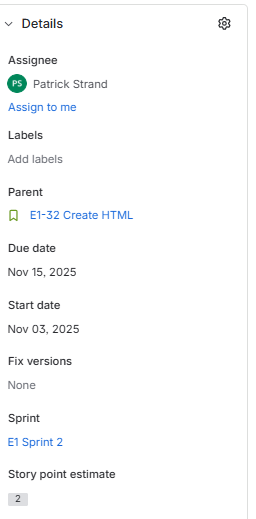 Details
Assignee
PS Patrick Strand
Assign to me
Labels
Add labels
Parent
E1-32 Create HTML
Due date
Nov 15, 2025
Start date
Nov 03, 2025
Fix versions
None
Sprint
E1 Sprint 2
Story point estimate
2